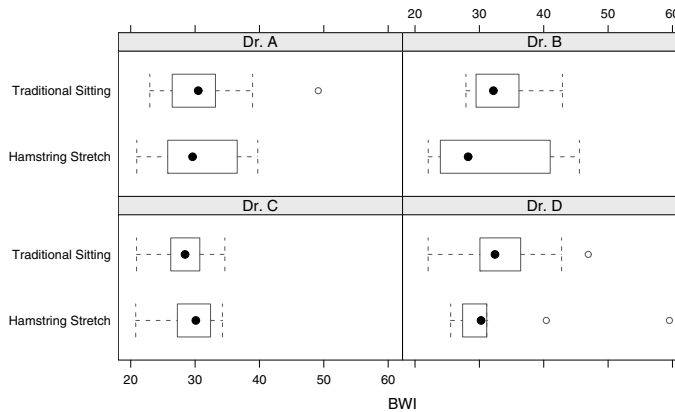 20 30 40 50 60
Dr. A Dr. B
Traditional Sitting
Hamstring Stretch
Dr. C Dr. D
Traditional Sitting
Hamstring Stretch
20 30 40 50 60
BWI